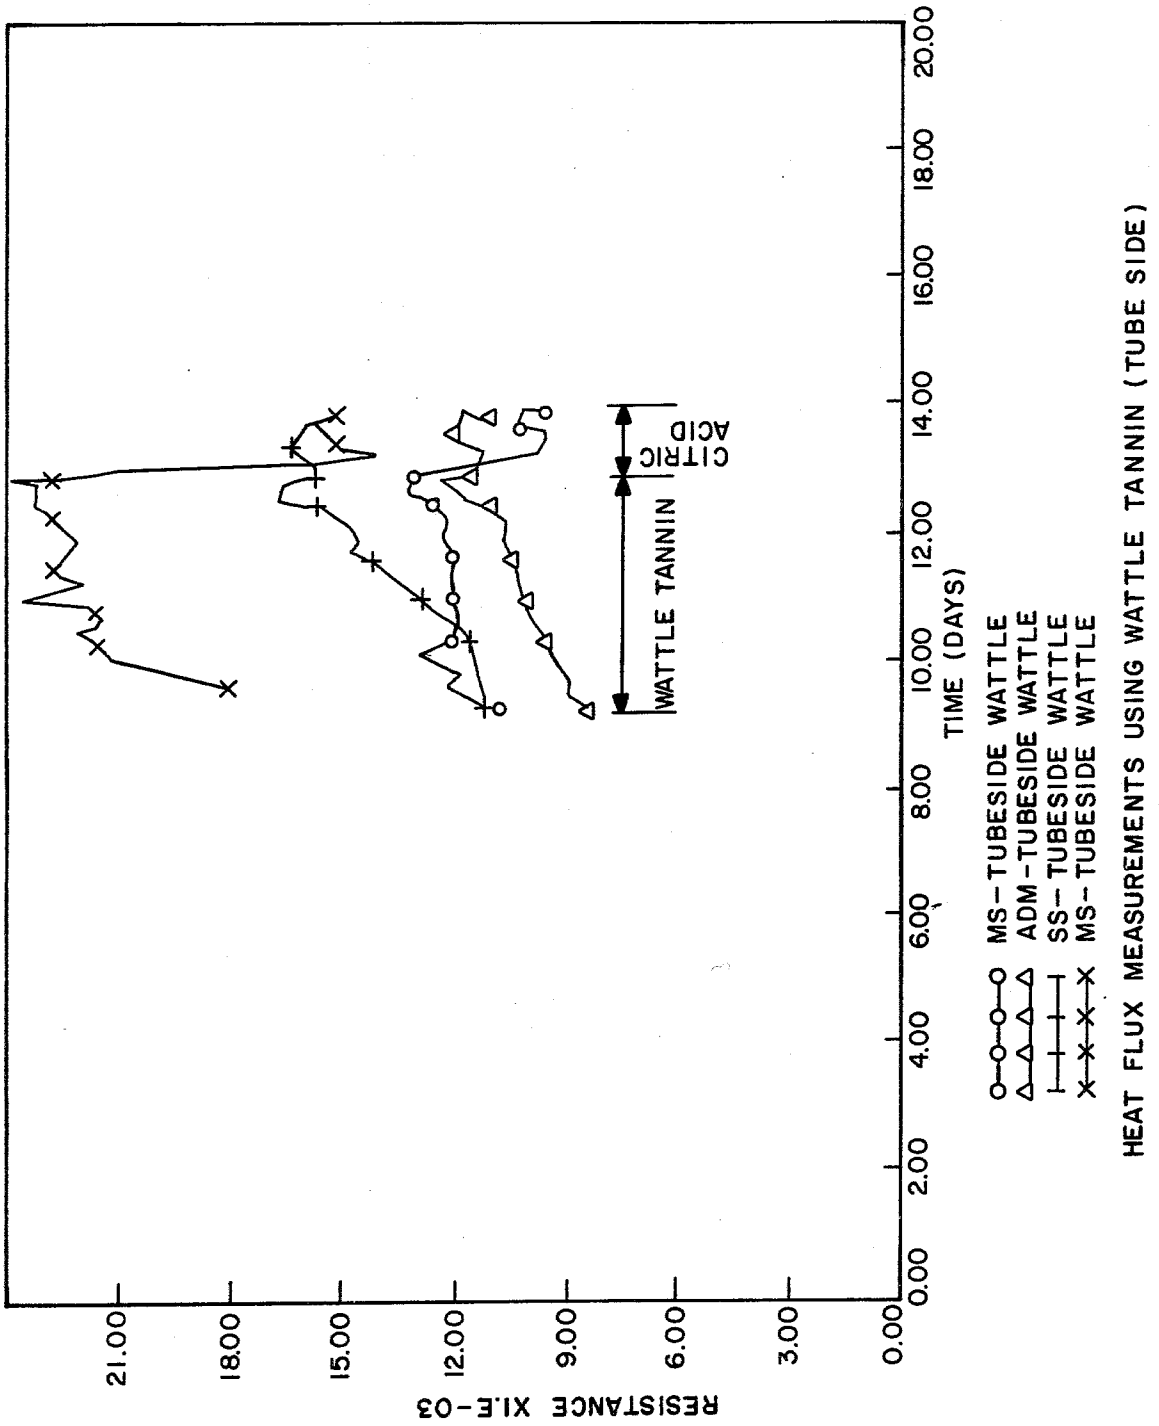 RESISTANCE X1.E-03
21.00
18.00
15.00
12.00
9.00
6.00
3.00
0.00
0.00
2.00
4.00
6.00
8.00
10.00
12.00
14.00
16.00
18.00
20.00
TIME (DAYS)
WATTLE TANNIN
CITRIC
ACID
MS-TUBESIDE WATTLE
ADM-TUBESIDE WATTLE
SS-TUBESIDE WATTLE
MS-TUBESIDE WATTLE
HEAT FLUX MEASUREMENTS USING WATTLE TANNIN (TUBE SIDE)